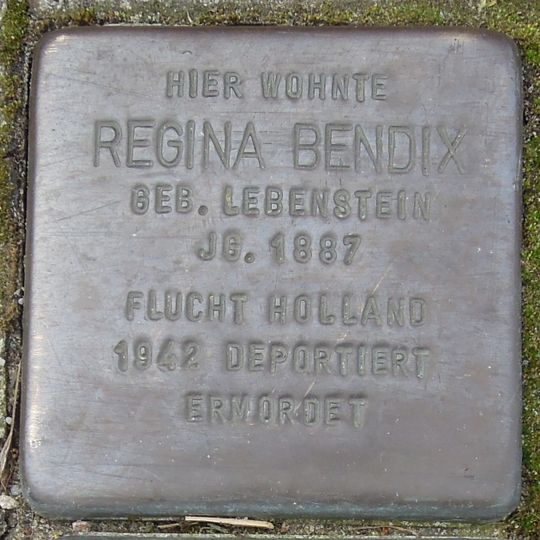 HIER WOHNTE
REGINA BENDIX
GEB. LEBENSTEIN
JG. 1887
FLUCHT HOLLAND
1942 DEPORTIERT
ERMORDET